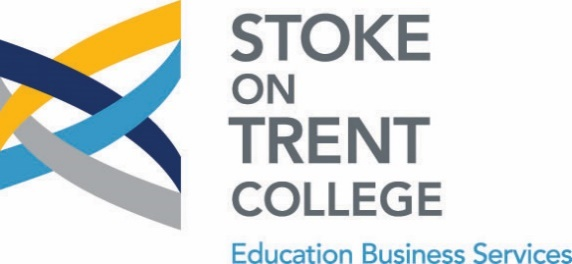 STOKE
ON
TRENT
COLLEGE
Education Business Services